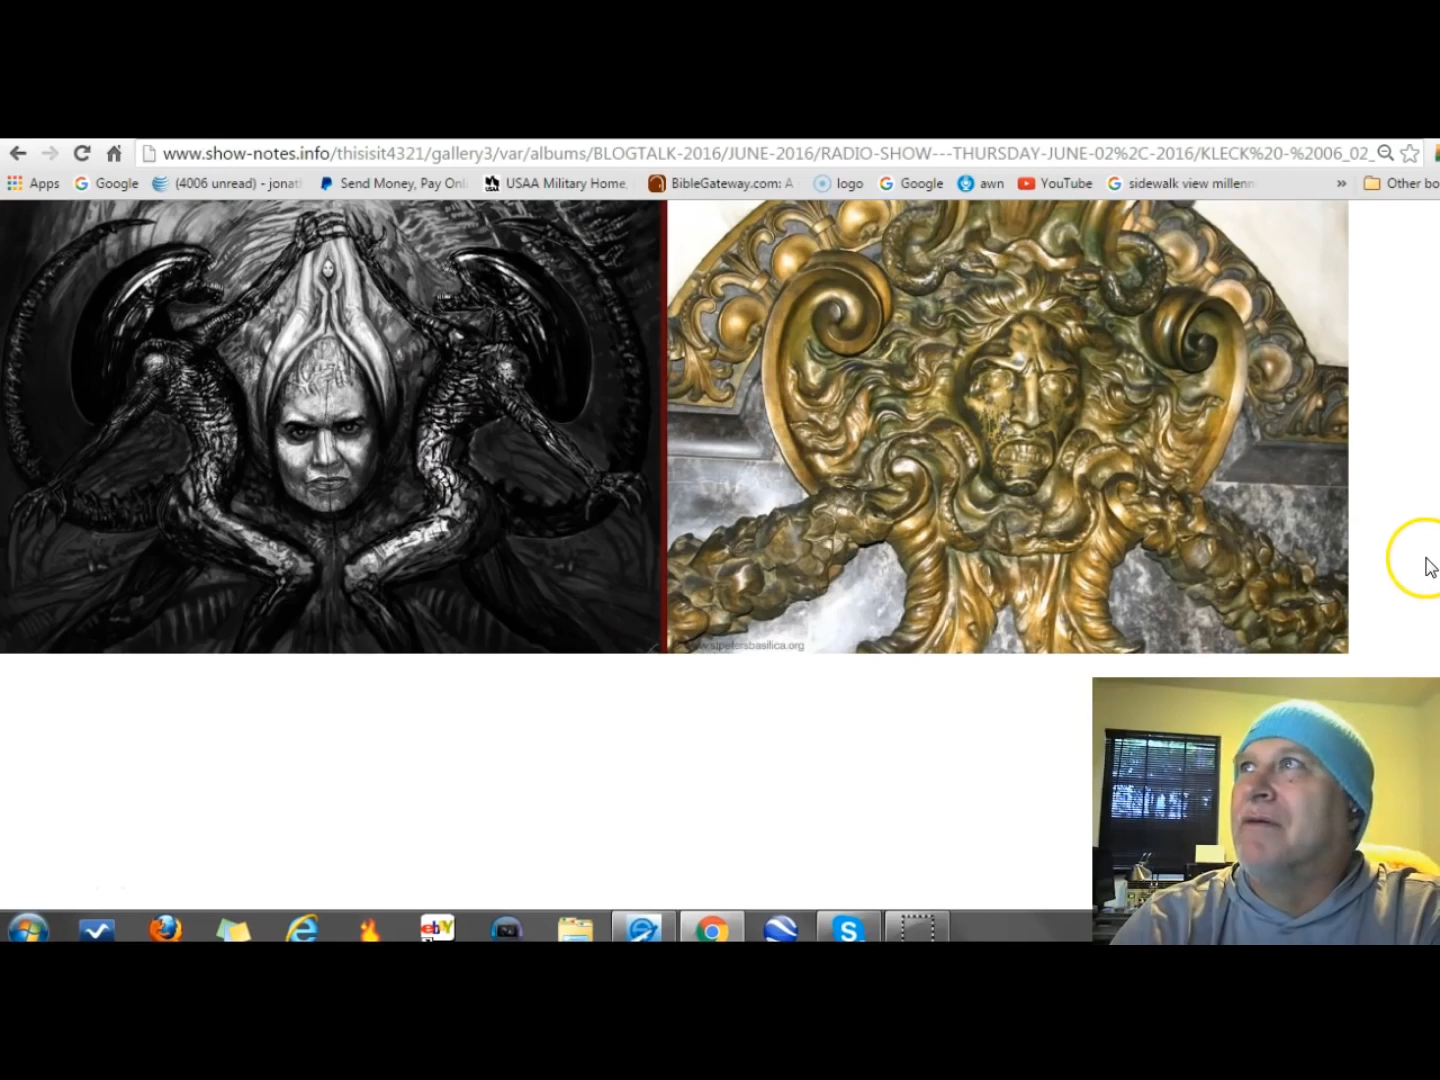 www.show-notes.info/thisisit4321/gallery3/var/albums/BLOGTALK-2016/JUNE-2016/RADIO-SHOW---THURSDAY-JUNE-02%2C-2016/KLECK%20-%2006_02_
Apps Google (4006 unread) - jonat Send Money, Pay Onli USAA Military Home, BibleGateway.com: A logo Google awn YouTube sidewalk view millenn » Other bo
stpetersbasilica.org
ebY